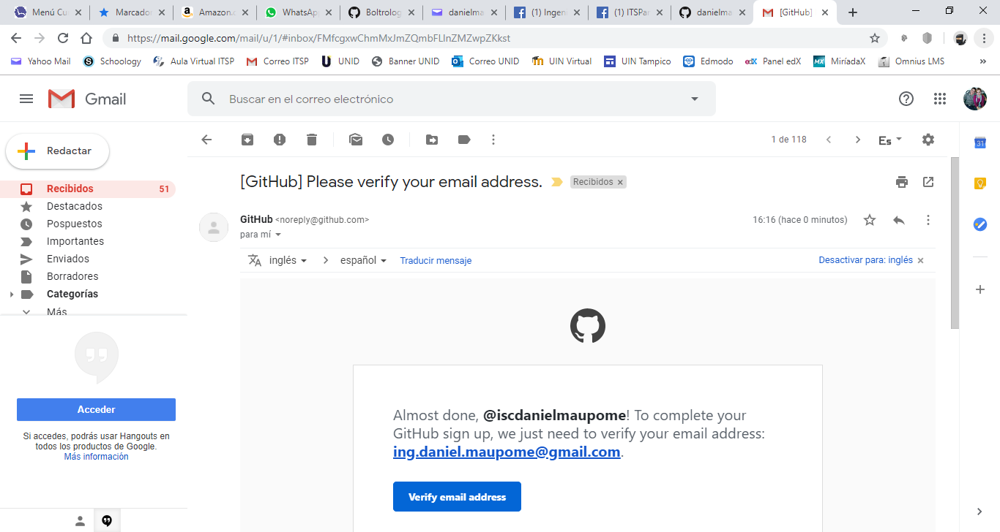 Menú Cu
Marcador
Amazon.c
WhatsApp
Boltrolog
danielma
(1) Ingen
(1) ITSPar
danielma
[GitHub]
https://mail.google.com/mail/u/1/#inbox/FMfcgxwChmMxJmZQmbFLlnZMZwpZKkst
Yahoo Mail
Schoology
Aula Virtual ITSP
Correo ITSP
UNID
Banner UNID
Correo UNID
UIN Virtual
UIN Tampico
Edmodo
edX Panel edX
MX MiríadaX
Omnius LMS
»
Gmail
Buscar en el correo electrónico
Redactar
1 de 118
Es
31
Recibidos 51
Destacados
Pospuestos
Importantes
Enviados
Borradores
Categorías
Más
[GitHub] Please verify your email address.
Recibidos ×
GitHub <noreply@github.com>
16:16 (hace 0 minutos)
para mí
inglés > español Traducir mensaje
Desactivar para: inglés ×
Almost done, @iscdanielmaupome! To complete your
GitHub sign up, we just need to verify your email address:
ing.daniel.maupome@gmail.com.
Verify email address
Acceder
Si accedes, podrás usar Hangouts en
todos los productos de Google.
Más información